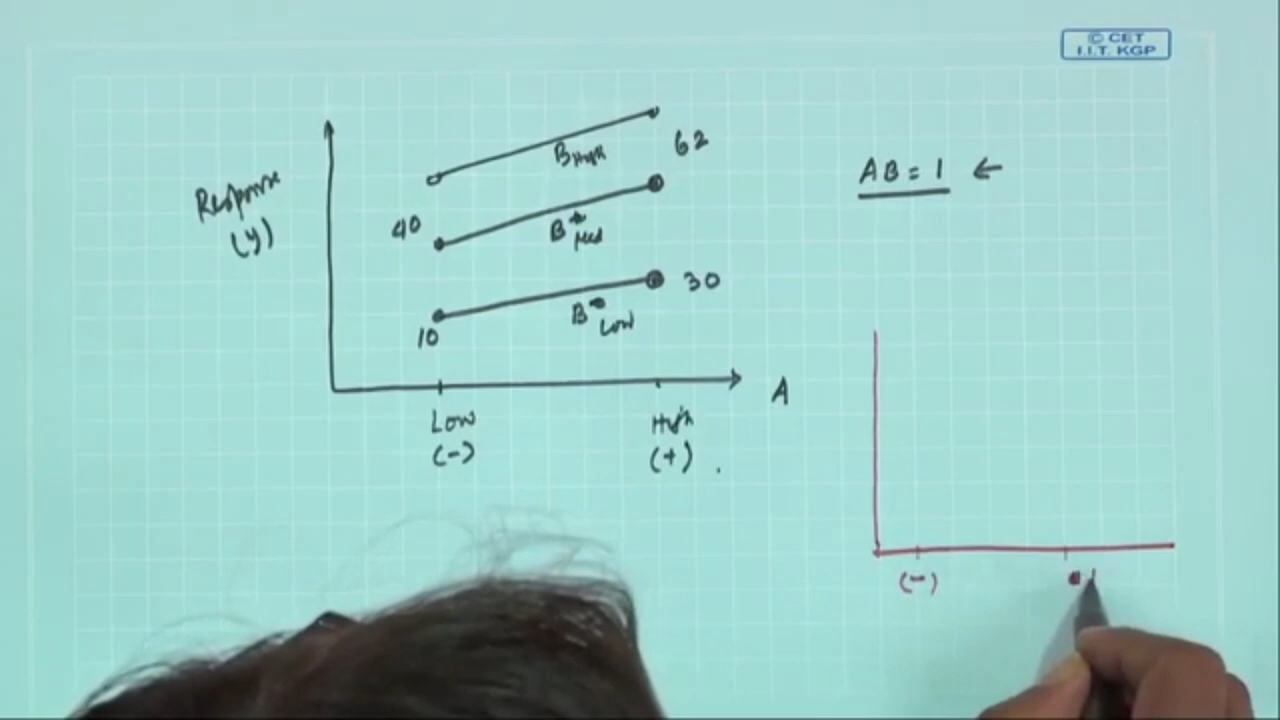 © CET
I.I.T. KGP
Response
(y)
B High
62
AB = 1 ←
40
B Med
B Low
30
10
A
Low
High
(-)
(+)
(-)